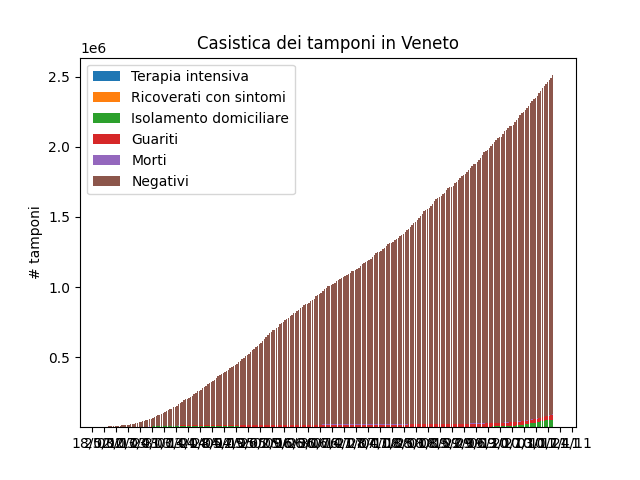 Casistica dei tamponi in Veneto
1e6
Terapia intensiva
Ricoverati con sintomi
Isolamento domiciliare
Guariti
Morti
Negativi
2.5
2.0
1.5
1.0
0.5
# tamponi